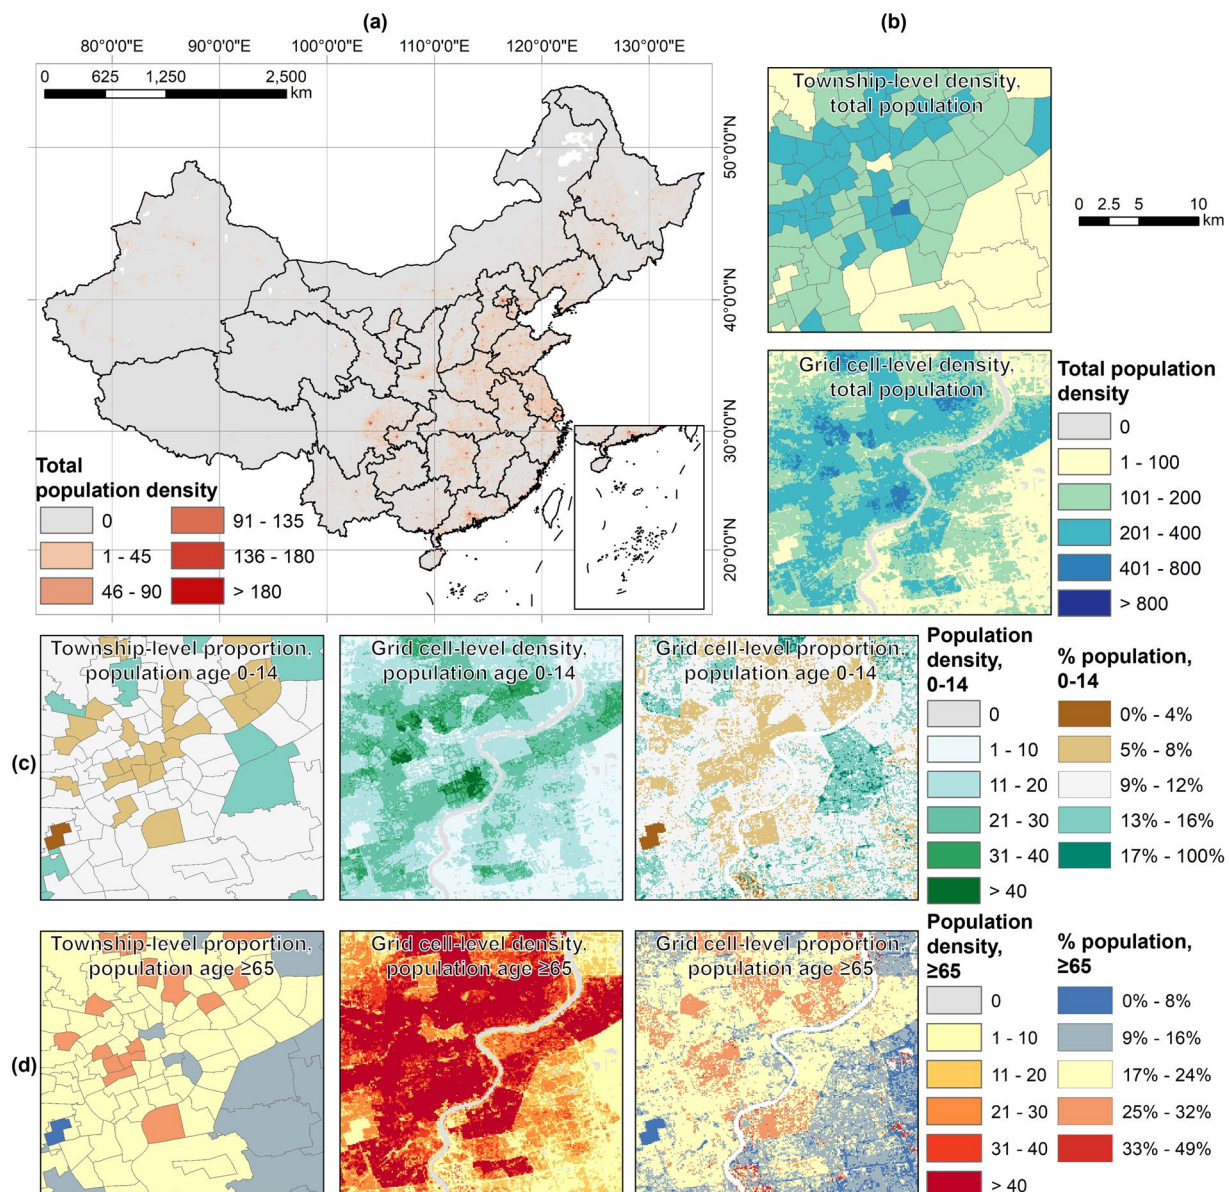 (a)
(b)
80°0'0"E 90°0'0"E 100°0'0"E 110°0'0"E 120°0'0"E 130°0'0"E
0 625 1,250 2,500
km
50°0'0"N
40°0'0"N
30°0'0"N
20°0'0"N
Total
population density
0
1 - 45
46 - 90
91 - 135
136 - 180
> 180
Township-level density,
total population
0 2.5 5 10
km
Grid cell-level density,
total population
Total population
density
0
1 - 100
101 - 200
201 - 400
401 - 800
> 800
(c)
Township-level proportion,
population age 0-14
Grid cell-level density,
population age 0-14
Grid cell-level proportion,
population age 0-14
Population
density,
0-14
0
1 - 10
11 - 20
21 - 30
31 - 40
> 40
% population,
0-14
0% - 4%
5% - 8%
9% - 12%
13% - 16%
17% - 100%
(d)
Township-level proportion,
population age ≥65
Grid cell-level density,
population age ≥65
Grid cell-level proportion,
population age ≥65
Population
density,
≥65
0
1 - 10
11 - 20
21 - 30
31 - 40
> 40
% population,
≥65
0% - 8%
9% - 16%
17% - 24%
25% - 32%
33% - 49%